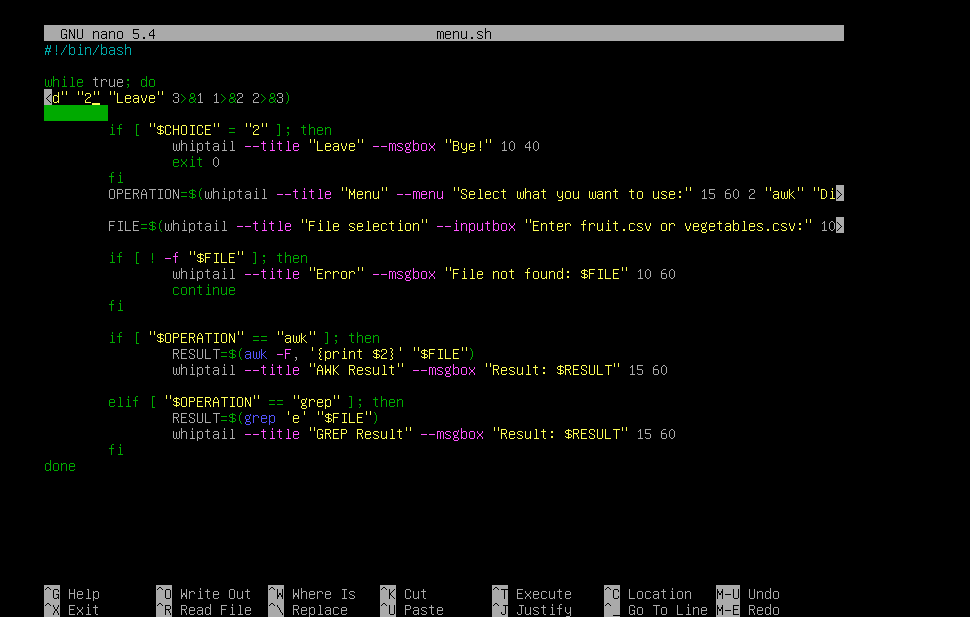 GNU nano 5.4 menu.sh
#!/bin/bash
while true; do
<d" "2" "Leave" 3>&1 1>&2 2>&3)
if [ "$CHOICE" = "2" ]; then
whiptail --title "Leave" --msgbox "Bye!" 10 40
exit 0
fi
OPERATION=$(whiptail --title "Menu" --menu "Select what you want to use:" 15 60 2 "awk" "Di>
FILE=$(whiptail --title "File selection" --inputbox "Enter fruit.csv or vegetables.csv:" 10>
if [ ! -f "$FILE" ]; then
whiptail --title "Error" --msgbox "File not found: $FILE" 10 60
continue
fi
if [ "$OPERATION" == "awk" ]; then
RESULT=$(awk -F, '{print $2}' "$FILE")
whiptail --title "AWK Result" --msgbox "Result: $RESULT" 15 60
elif [ "$OPERATION" == "grep" ]; then
RESULT=$(grep 'e' "$FILE")
whiptail --title "GREP Result" --msgbox "Result: $RESULT" 15 60
fi
done
^G Help ^O Write Out ^W Where Is ^K Cut ^T Execute ^C Location M-U Undo
^X Exit ^R Read File ^\ Replace ^U Paste ^J Justify ^_ Go To Line M-E Redo